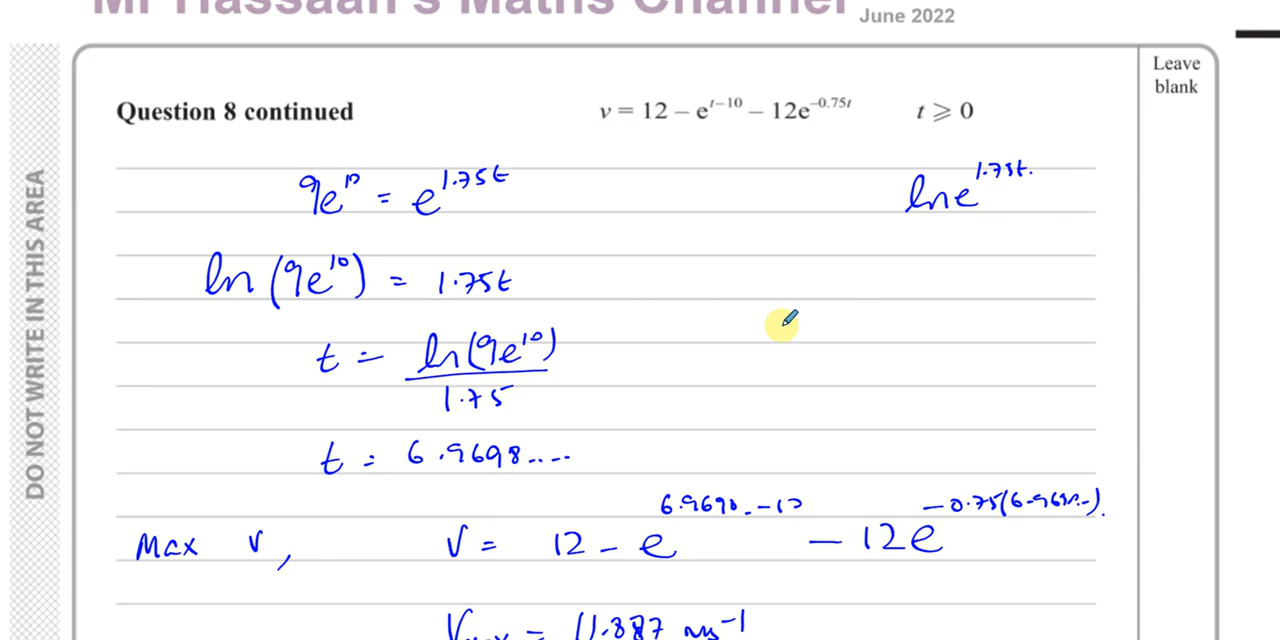 Mr Hassaan's Maths Channel
June 2022
Leave
blank
Question 8 continued v = 12 − e^{t−10} − 12e^{−0.75t} t ⩾ 0
9e^{10} = e^{1.75t} ln e^{1.75t}.
ln (9e^{10}) = 1.75t
t = ln(9e^{10})
1.75
t = 6.9698....
Max v, V = 12 − e^{6.9698..−10} − 12e^{−0.75(6.9698..)}
V_{max} = 11.887 ms^{−1}
DO NOT WRITE IN THIS AREA